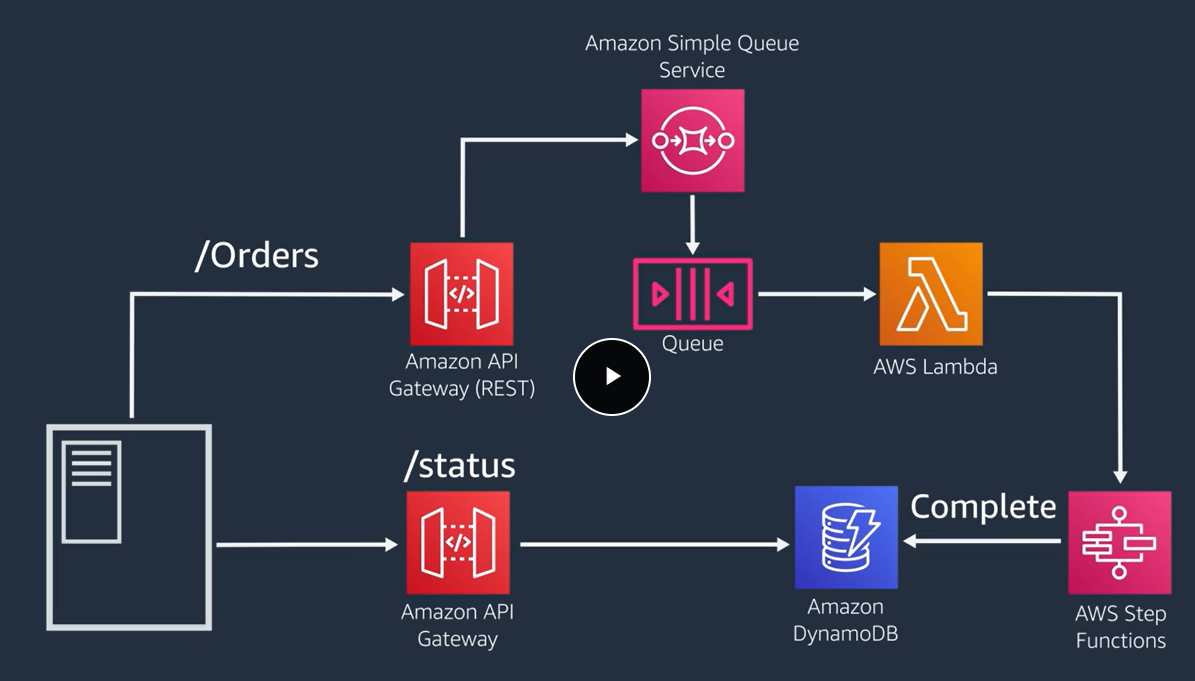 Amazon Simple Queue
Service
/Orders
Amazon API
Gateway (REST)
Queue
AWS Lambda
/status
Complete
Amazon API
Gateway
Amazon
DynamoDB
AWS Step
Functions